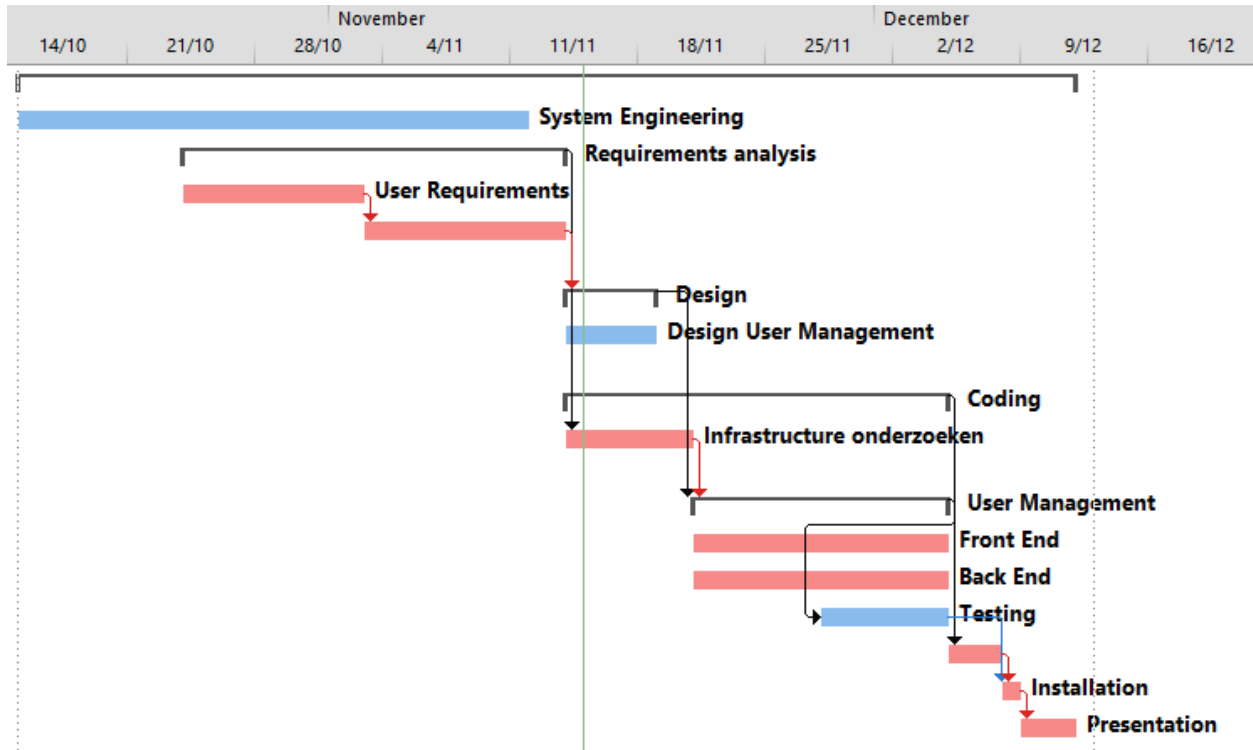 November December
14/10 21/10 28/10 4/11 11/11 18/11 25/11 2/12 9/12 16/12
System Engineering
Requirements analysis
User Requirements
Design
Design User Management
Coding
Infrastructure onderzoeken
User Management
Front End
Back End
Testing
Installation
Presentation